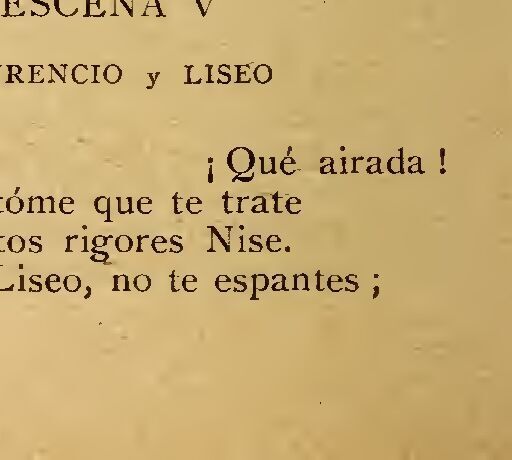 ESCENA V
RENCIO y LISEO
¡Qué airada!
tóme que te trate
tos rigores Nise.
Liseo, no te espantes;